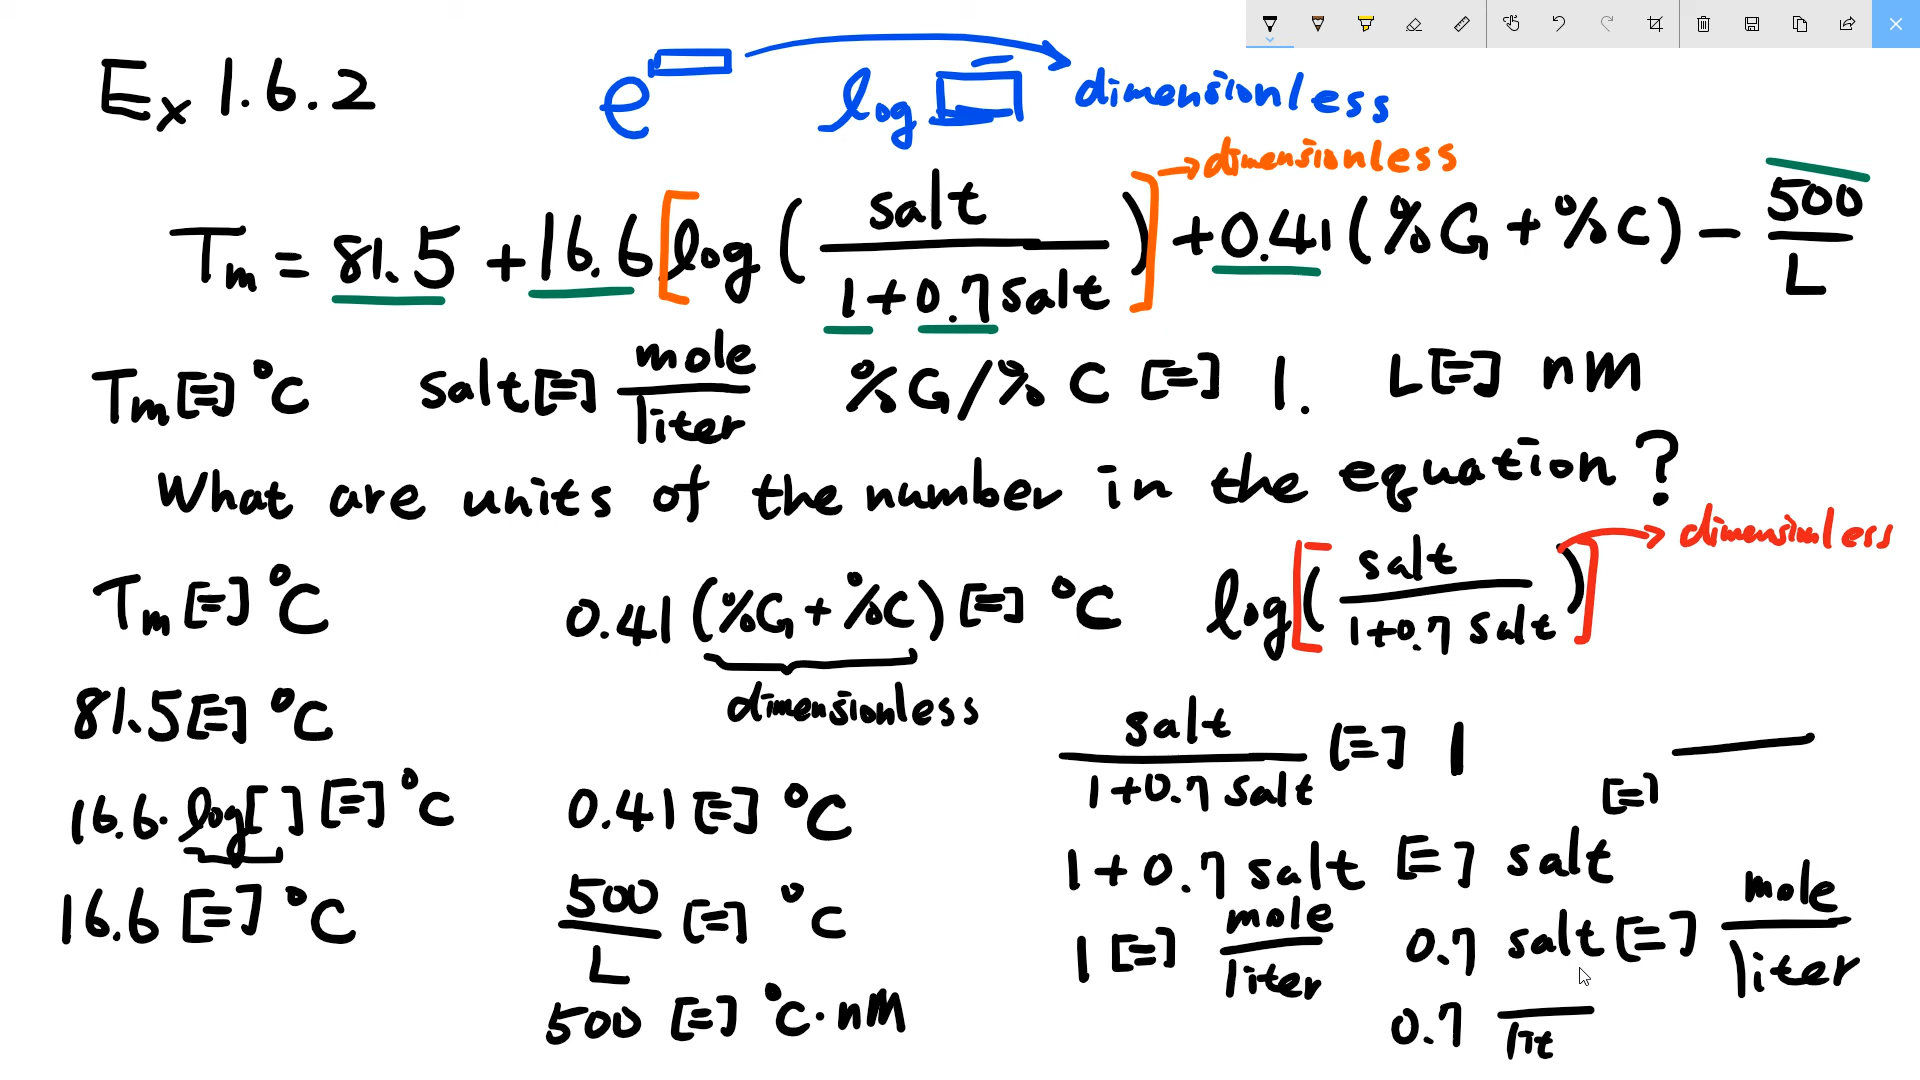 Ex 1.6.2
e^□ log □ dimensionless
→dimensionless
Tm = 81.5 + 16.6[log(salt/(1+0.7salt))] + 0.41(%G + %C) − 500/L
Tm [=] °C salt [=] mole/liter %G/%C [=] 1. L [=] nM
What are units of the number in the equation?
Tm [=] °C 0.41(%G + %C) [=] °C log[(salt/(1+0.7 salt))] → dimensionless
dimensionless
81.5 [=] °C salt/(1+0.7 salt) [=] 1 [=] —
16.6·log[ ] [=] °C 0.41 [=] °C 1+0.7 salt [=] salt
16.6 [=] °C 500/L [=] °C 1 [=] mole/liter 0.7 salt [=] mole/liter
500 [=] °C·nM 0.7 —/lit